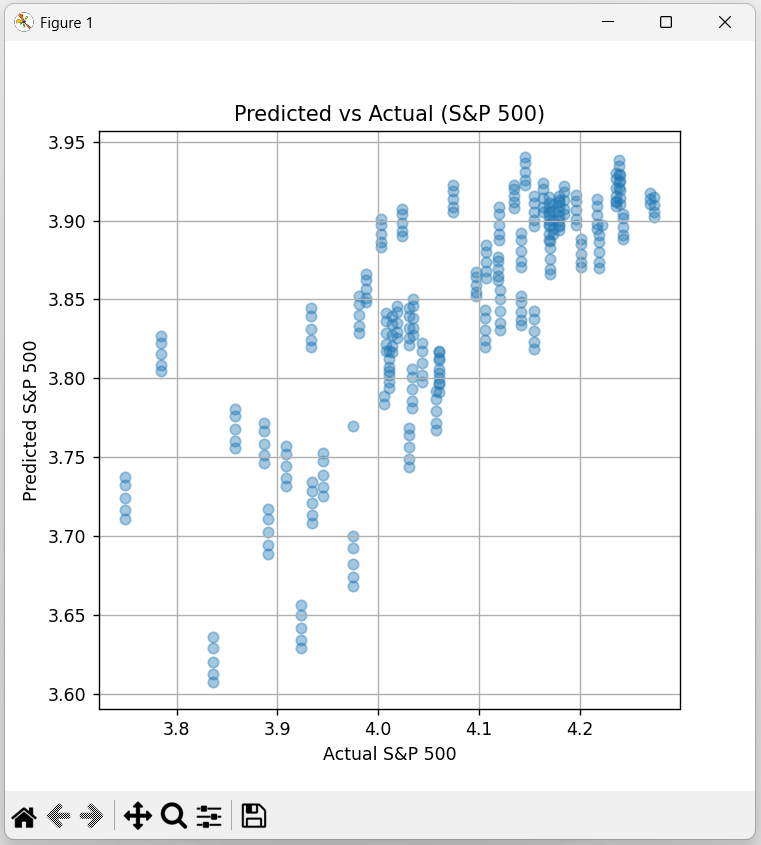 Figure 1
Predicted vs Actual (S&P 500)
3.95
3.90
3.85
3.80
3.75
3.70
3.65
3.60
Predicted S&P 500
3.8 3.9 4.0 4.1 4.2
Actual S&P 500